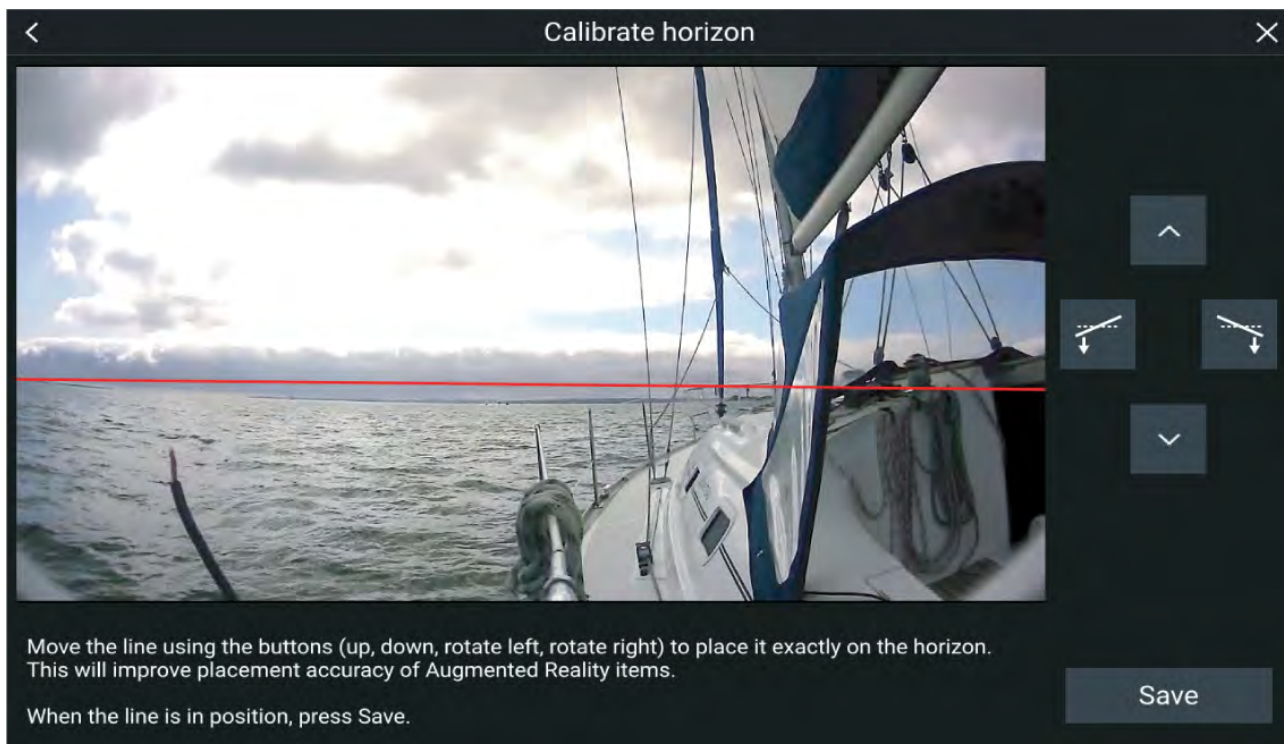 Calibrate horizon
Move the line using the buttons (up, down, rotate left, rotate right) to place it exactly on the horizon.
This will improve placement accuracy of Augmented Reality items.
When the line is in position, press Save.
Save